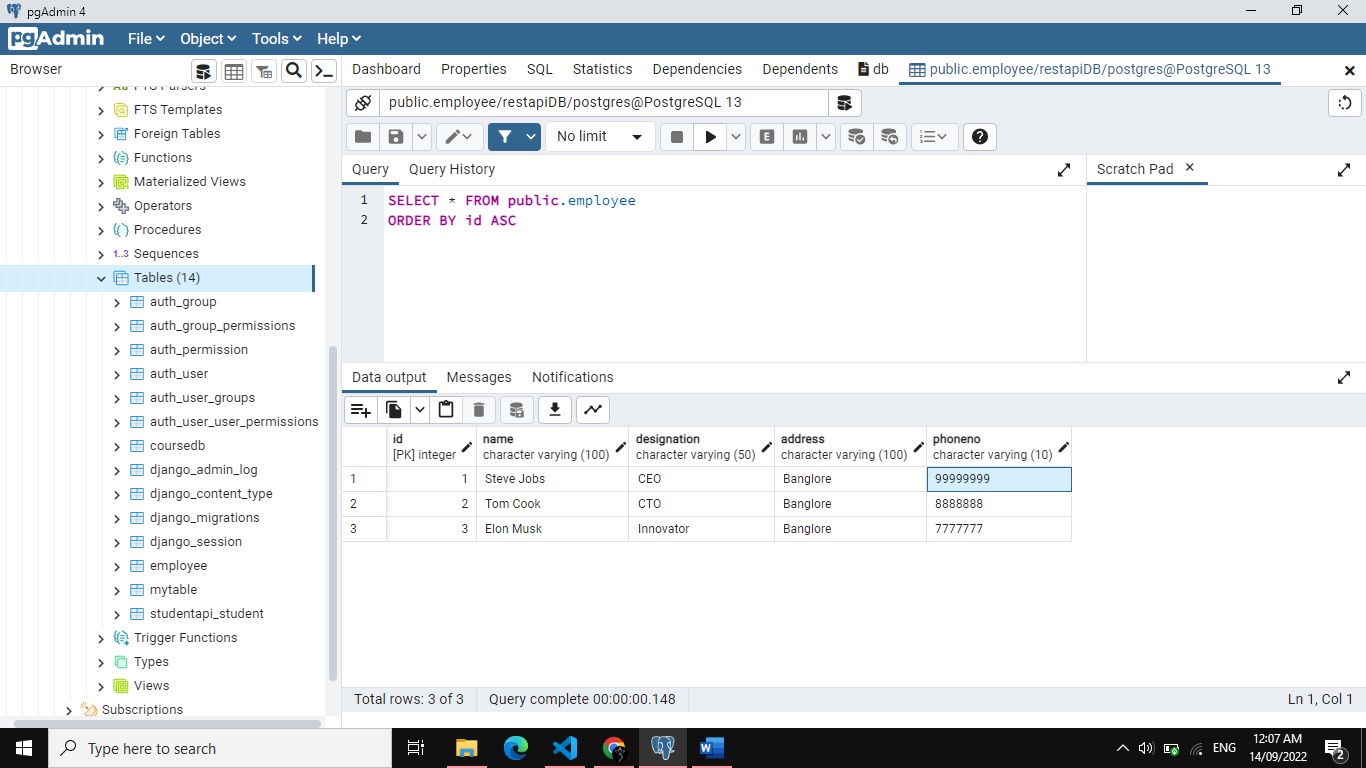 pgAdmin 4
pgAdmin File Object Tools Help
Browser
Dashboard Properties SQL Statistics Dependencies Dependents db public.employee/restapiDB/postgres@PostgreSQL 13
FTS Parsers
FTS Templates
Foreign Tables
Functions
Materialized Views
Operators
Procedures
1..3 Sequences
Tables (14)
auth_group
auth_group_permissions
auth_permission
auth_user
auth_user_groups
auth_user_user_permissions
coursedb
django_admin_log
django_content_type
django_migrations
django_session
employee
mytable
studentapi_student
Trigger Functions
Types
Views
Subscriptions
public.employee/restapiDB/postgres@PostgreSQL 13
No limit E
Query Query History
Scratch Pad
1 SELECT * FROM public.employee
2 ORDER BY id ASC
Data output Messages Notifications
id name designation address phoneno
[PK] integer character varying (100) character varying (50) character varying (100) character varying (10)
1 1 Steve Jobs CEO Banglore 99999999
2 2 Tom Cook CTO Banglore 8888888
3 3 Elon Musk Innovator Banglore 7777777
Total rows: 3 of 3 Query complete 00:00:00.148 Ln 1, Col 1
Type here to search
ENG
12:07 AM
14/09/2022
2